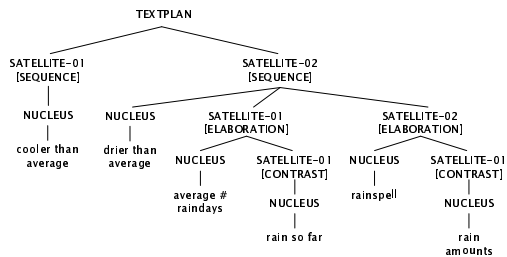 TEXTPLAN
SATELLITE-01 SATELLITE-02
[SEQUENCE] [SEQUENCE]
NUCLEUS NUCLEUS SATELLITE-01 SATELLITE-02
[ELABORATION] [ELABORATION]
cooler than drier than
average average
NUCLEUS SATELLITE-01 NUCLEUS SATELLITE-01
[CONTRAST] [CONTRAST]
average # rainspell
raindays
NUCLEUS NUCLEUS
rain so far rain
amounts